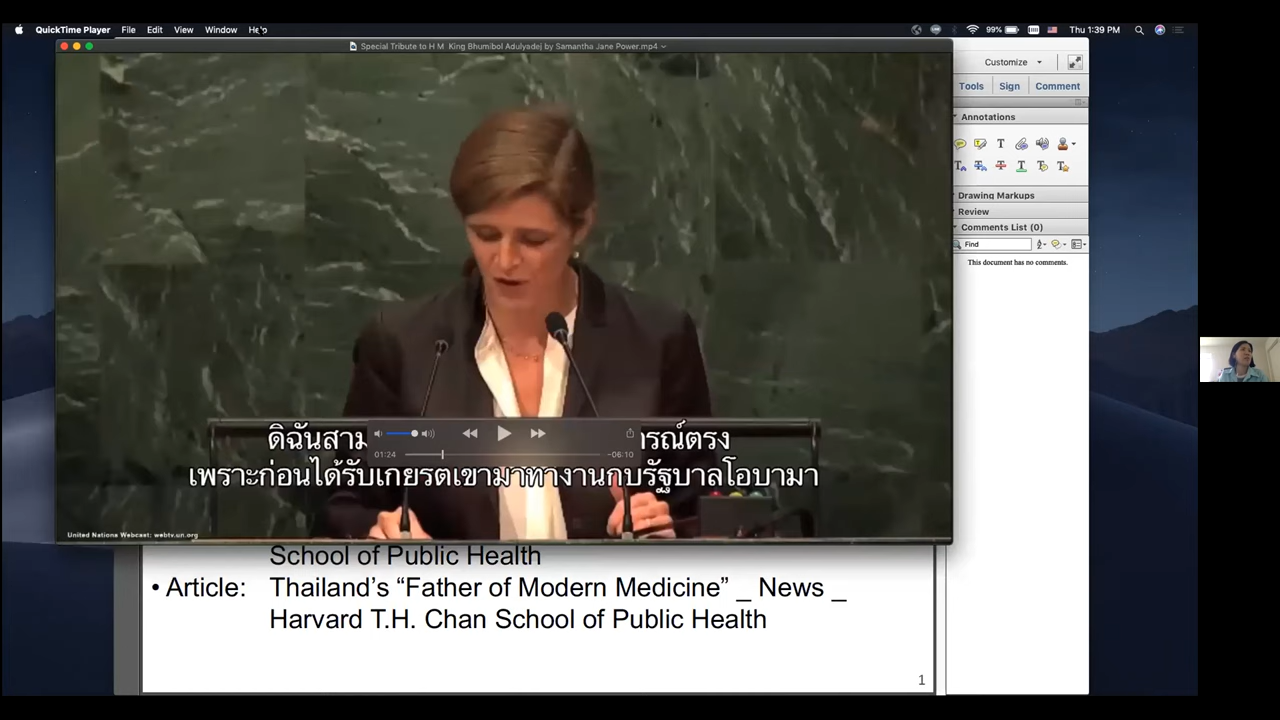 QuickTime Player File Edit View Window Help
99% Thu 1:39 PM
Special Tribute to H M King Bhumibol Adulyadej by Samantha Jane Power.mp4
Customize
Tools Sign Comment
Annotations
Drawing Markups
Review
Comments List (0)
Find
This document has no comments.
ดิฉันสาม
ารณ์ตรง
01:24
-06:10
เพราะก่อนได้รับเกียรติเข้ามาทำงานกับรัฐบาลโอบามา
United Nations Webcast: webtv.un.org
School of Public Health
• Article: Thailand’s “Father of Modern Medicine” _ News _
Harvard T.H. Chan School of Public Health
1